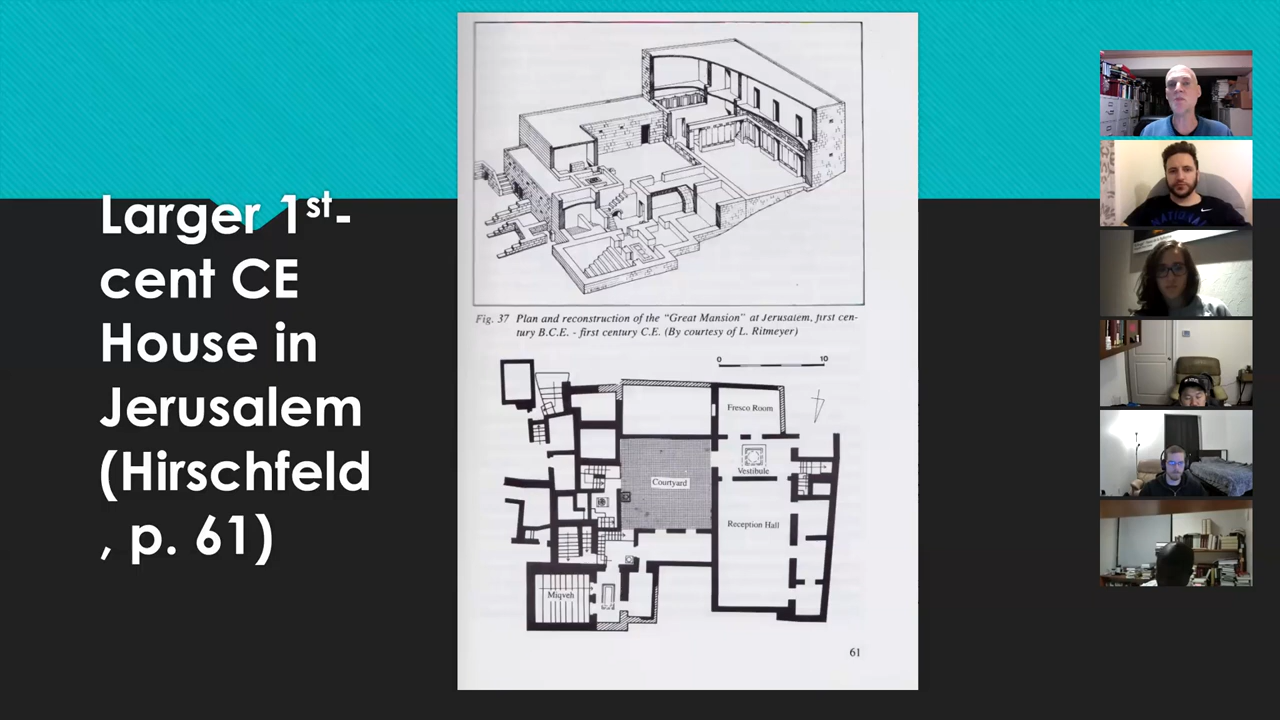 Larger 1st-
cent CE
House in
Jerusalem
(Hirschfeld
, p. 61)
Fig. 37 Plan and reconstruction of the "Great Mansion" at Jerusalem, first cen-
tury B.C.E. - first century C.E. (By courtesy of L. Ritmeyer)
0 10
Fresco Room
Vestibule
Courtyard
Reception Hall
Miqveh
61